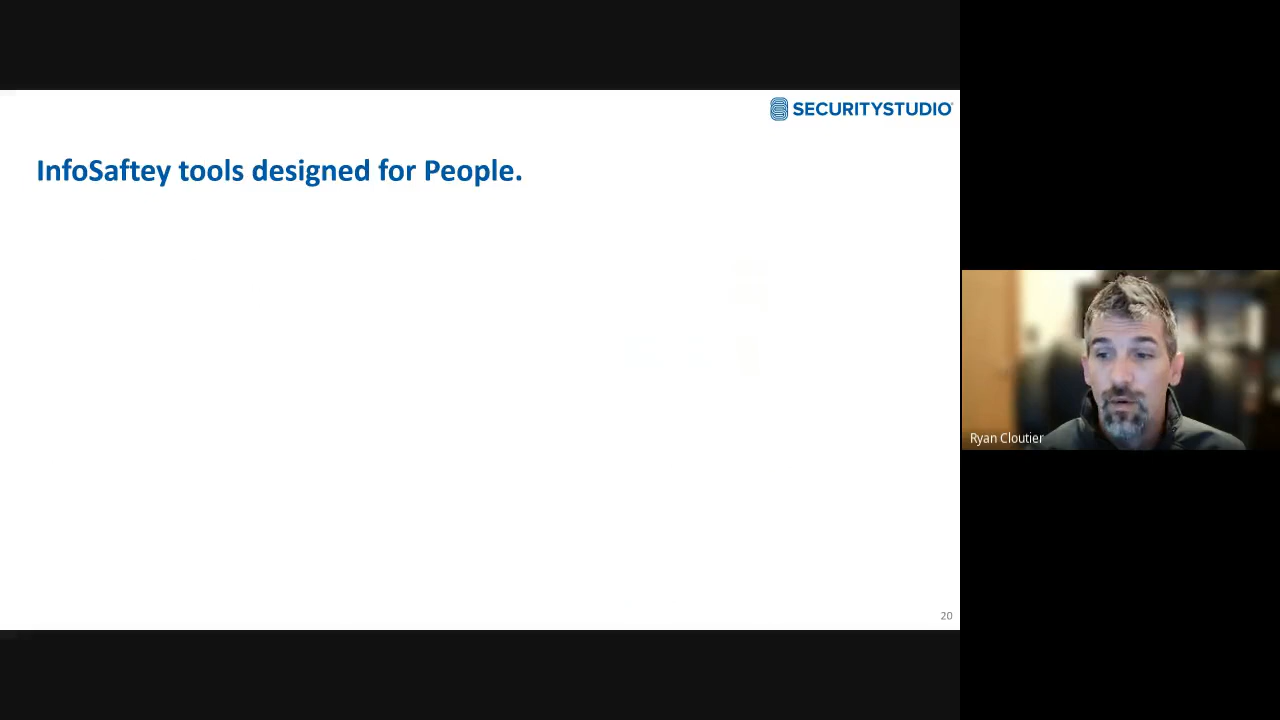 SECURITYSTUDIO
InfoSaftey tools designed for People.
Ryan Cloutier
20